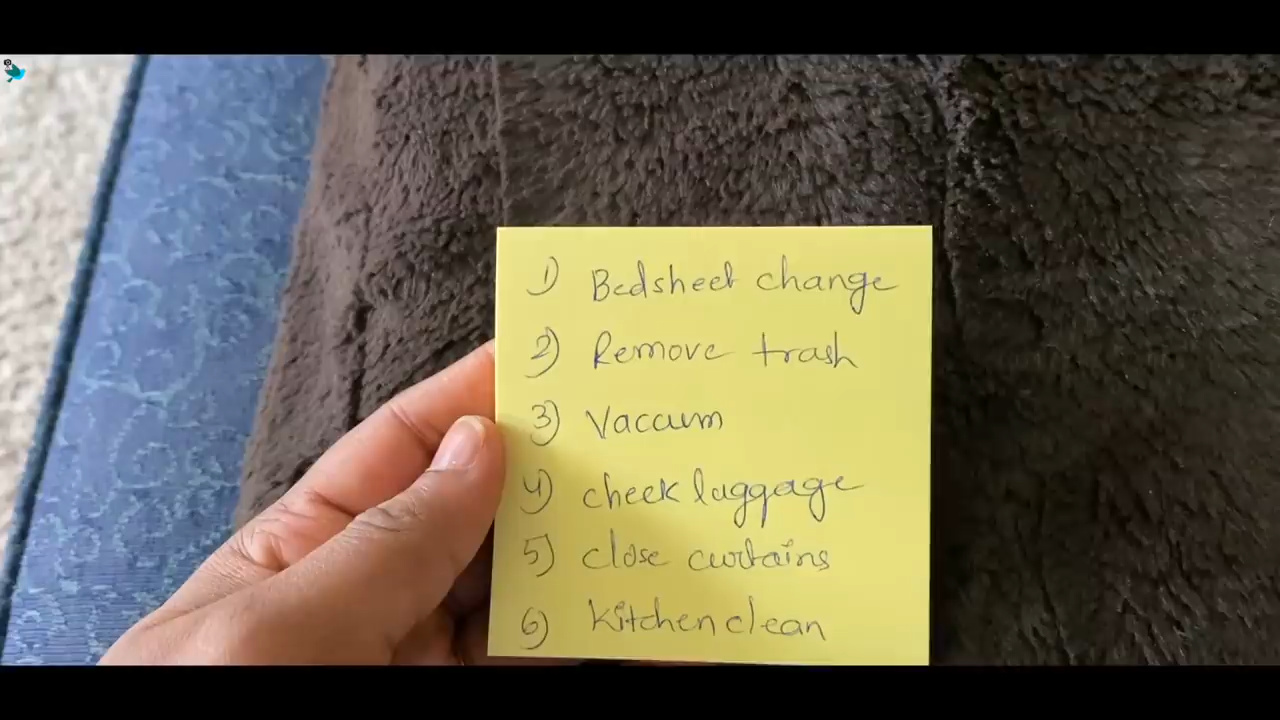 1) Bedsheet change
2) Remove trash
3) Vaccum
4) check luggage
5) close curtains
6) Kitchen clean